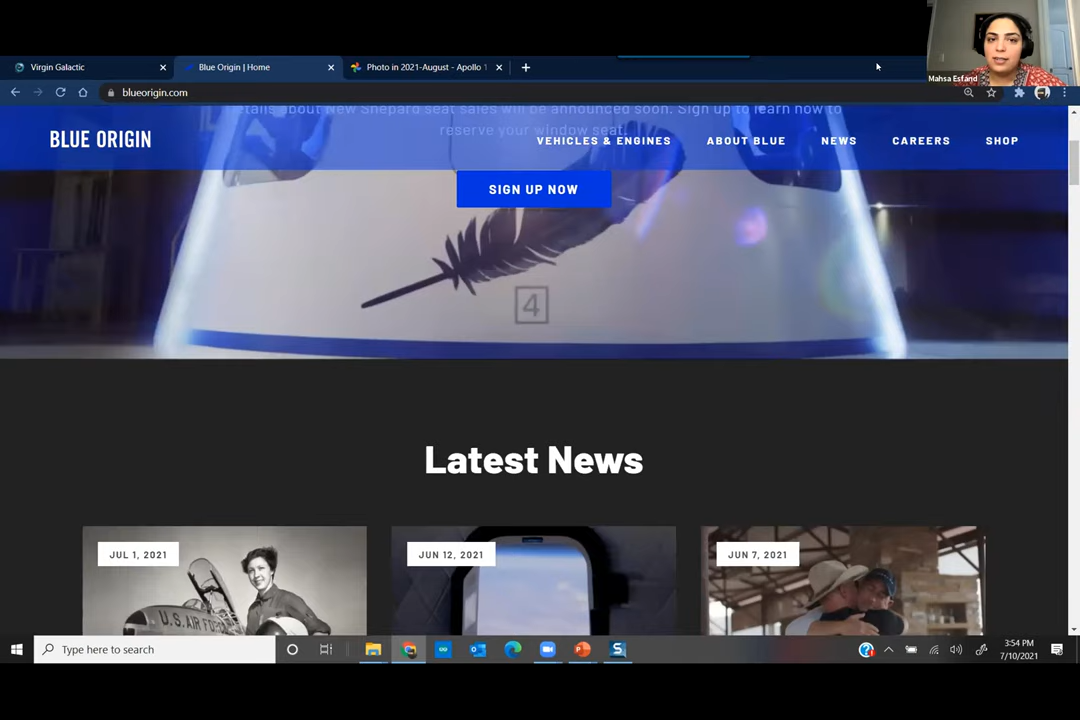 Virgin Galactic
Blue Origin | Home
Photo in 2021-August - Apollo 1
blueorigin.com
Mahsa Esfand
etails about New Shepard seat sales will be announced soon. Sign up to learn how to
reserve your window seat.
BLUE ORIGIN
VEHICLES & ENGINES
ABOUT BLUE
NEWS
CAREERS
SHOP
SIGN UP NOW
4
Latest News
JUL 1, 2021
JUN 12, 2021
JUN 7, 2021
U.S. AIR FORC
Type here to search
3:54 PM
7/10/2021